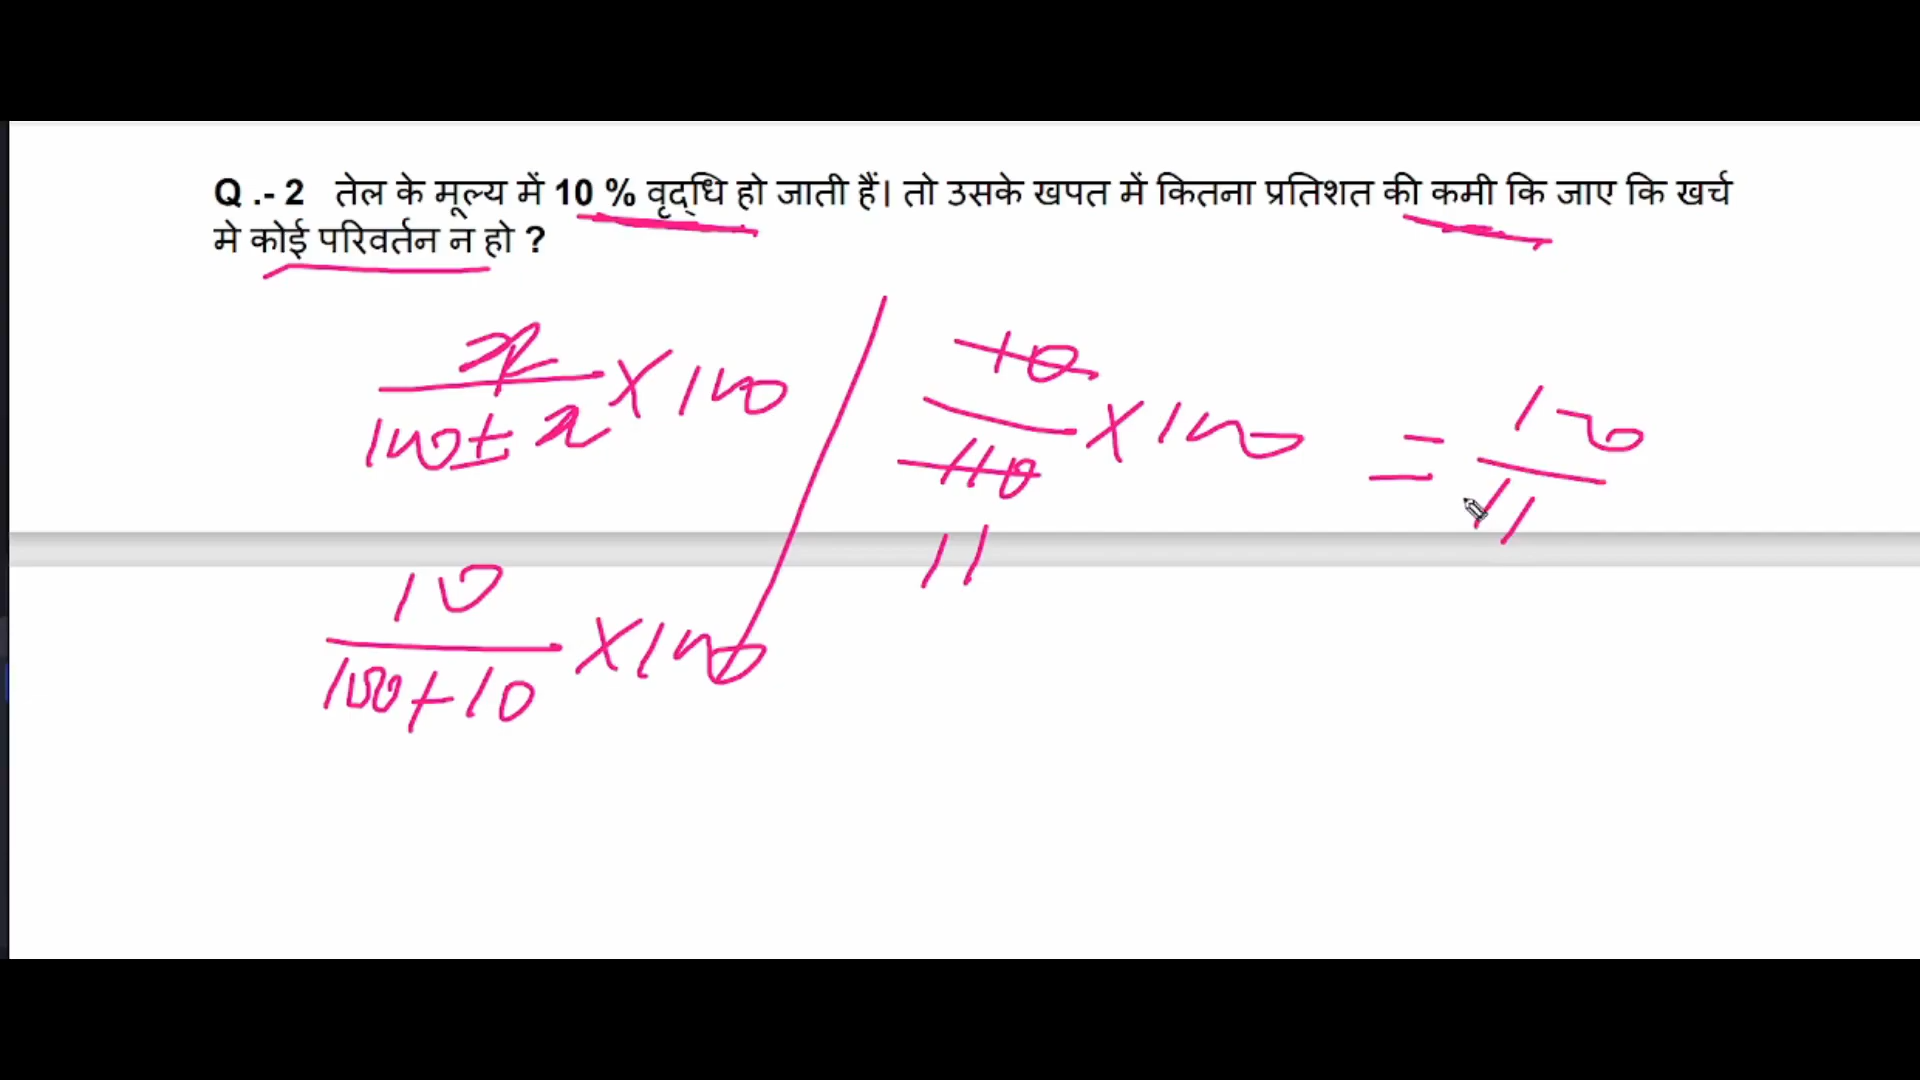 Q .- 2 तेल के मूल्य में 10 % वृद्धि हो जाती हैं। तो उसके खपत में कितना प्रतिशत की कमी कि जाए कि खर्च
मे कोई परिवर्तन न हो ?
x
100 ± x
× 100
10
100+10
× 100
10
110
11
× 100
= 100
11